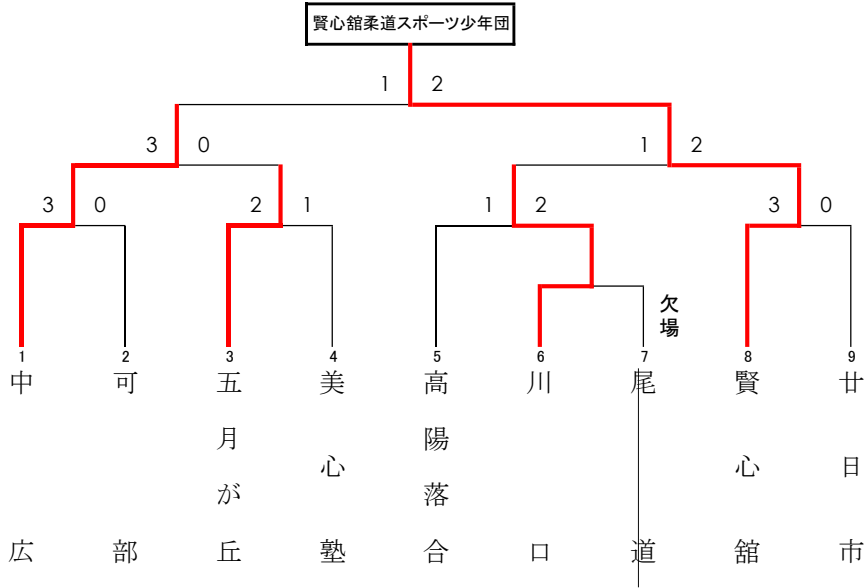 賢心舘柔道スポーツ少年団
1 2
3 0 1 2
3 0 2 1 1 2 3 0
欠場
1 2 3 4 5 6 7 8 9
中広
可部
五月が丘
美心塾
高陽落合
川口
尾道
賢心舘
廿日市